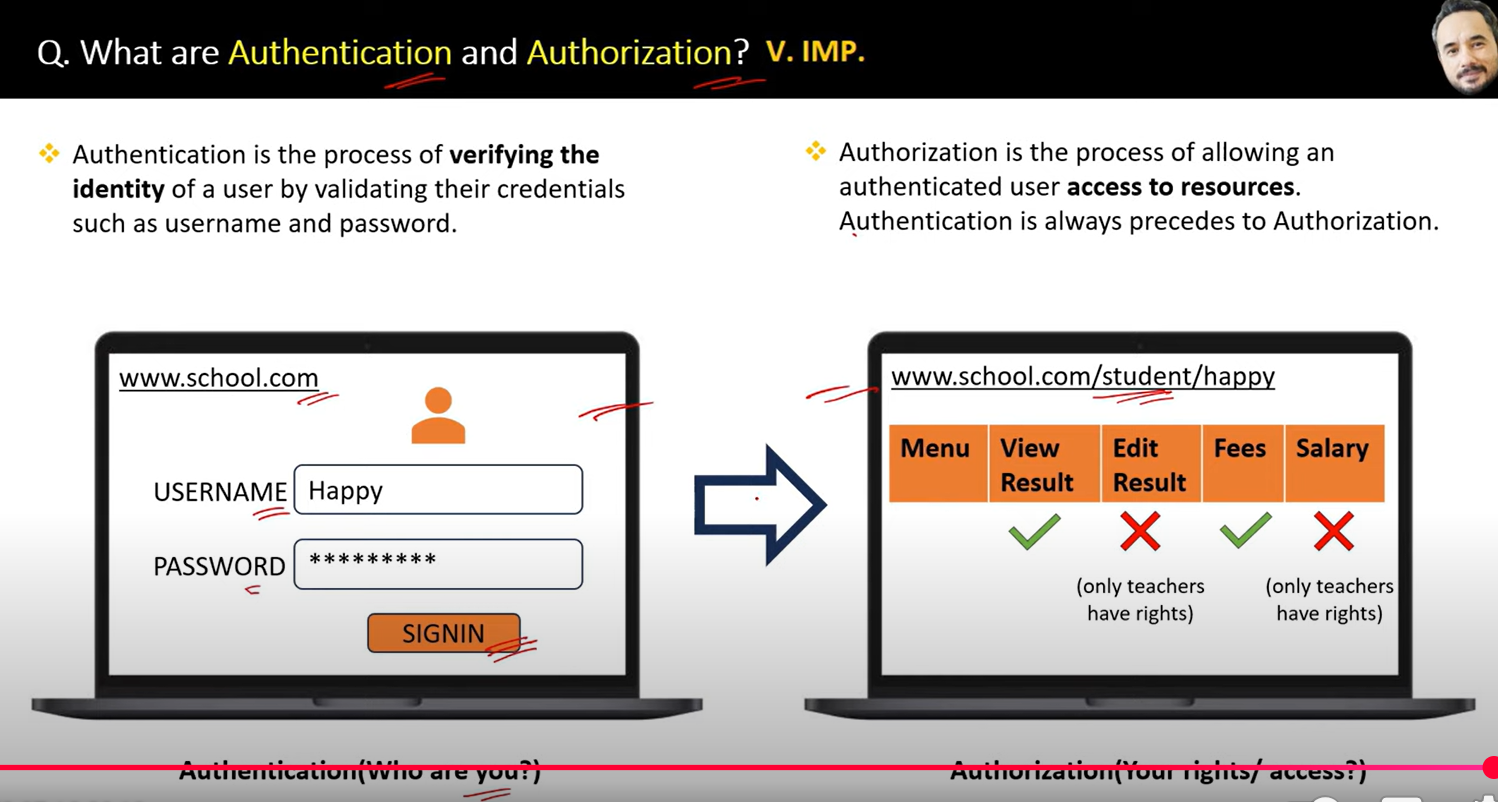 Q. What are Authentication and Authorization? V. IMP.
Authentication is the process of verifying the
identity of a user by validating their credentials
such as username and password.
Authorization is the process of allowing an
authenticated user access to resources.
Authentication is always precedes to Authorization.
www.school.com
USERNAME Happy
PASSWORD *********
SIGNIN
www.school.com/student/happy
Menu View Result Edit Result Fees Salary
(only teachers
have rights)
(only teachers
have rights)
Authentication(Who are you?)
Authorization(Your rights/ access?)